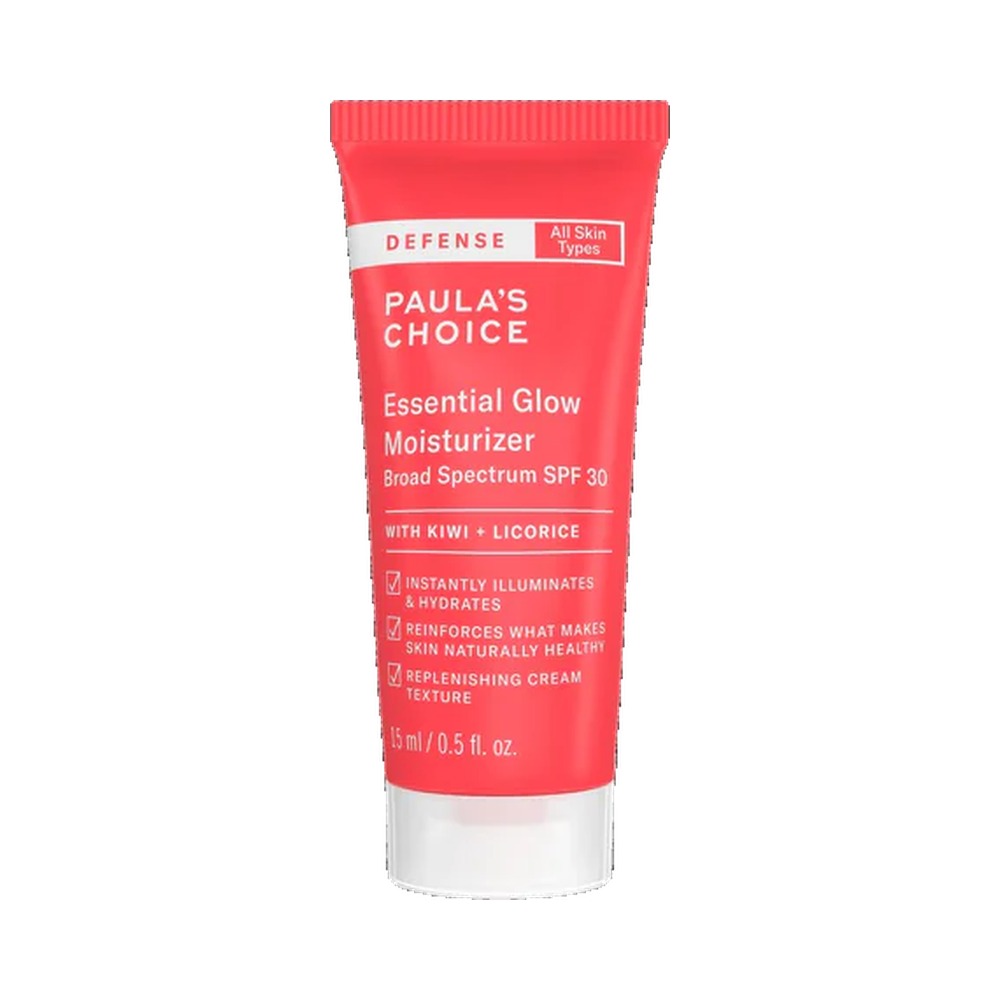 DEFENSE
All Skin
Types
PAULA'S
CHOICE
Essential Glow
Moisturizer
Broad Spectrum SPF 30
WITH KIWI + LICORICE
INSTANTLY ILLUMINATES
& HYDRATES
REINFORCES WHAT MAKES
SKIN NATURALLY HEALTHY
REPLENISHING CREAM
TEXTURE
15 ml / 0.5 fl. oz.